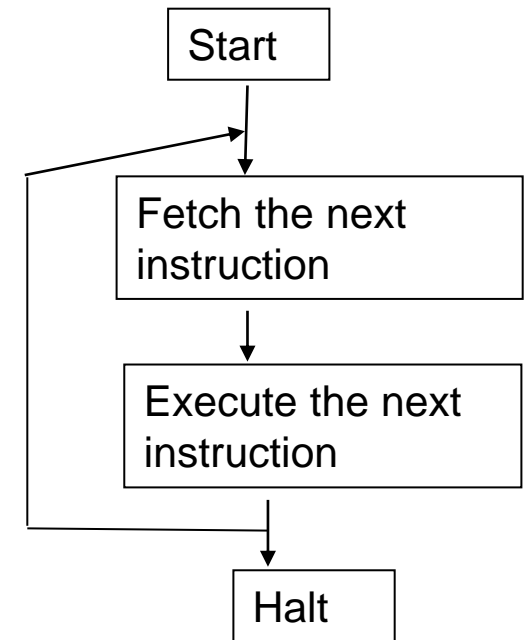 Start
Fetch the next
instruction
Execute the next
instruction
Halt